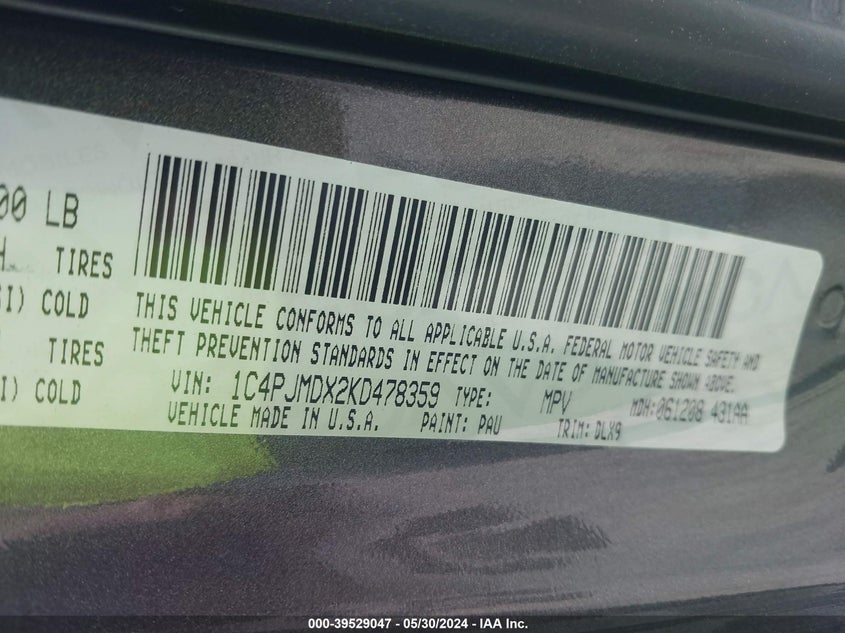 00 LB
TIRES
SI) COLD
TIRES
I) COLD
THIS VEHICLE CONFORMS TO ALL APPLICABLE U.S.A. FEDERAL MOTOR VEHICLE SAFETY AND
THEFT PREVENTION STANDARDS IN EFFECT ON THE DATE OF MANUFACTURE SHOWN ABOVE.
VIN: 1C4PJMDX2KD478359 TYPE: MPV MDH: 061208 431AA
VEHICLE MADE IN U.S.A. PAINT: PAU TRIM: DLX9
000-39529047 - 05/30/2024 - IAA Inc.